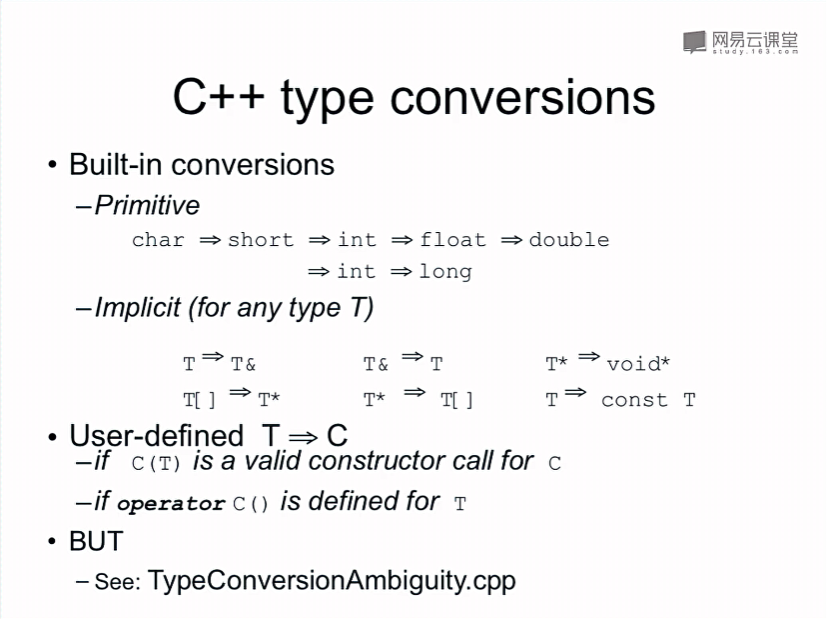 网易云课堂
study.163.com
C++ type conversions
• Built-in conversions
–Primitive
char ⇒ short ⇒ int ⇒ float ⇒ double
⇒ int ⇒ long
–Implicit (for any type T)
T ⇒ T& T& ⇒ T T* ⇒ void*
T[] ⇒ T* T* ⇒ T[] T ⇒ const T
• User-defined T ⇒ C
–if C(T) is a valid constructor call for C
–if operator C() is defined for T
• BUT
– See: TypeConversionAmbiguity.cpp